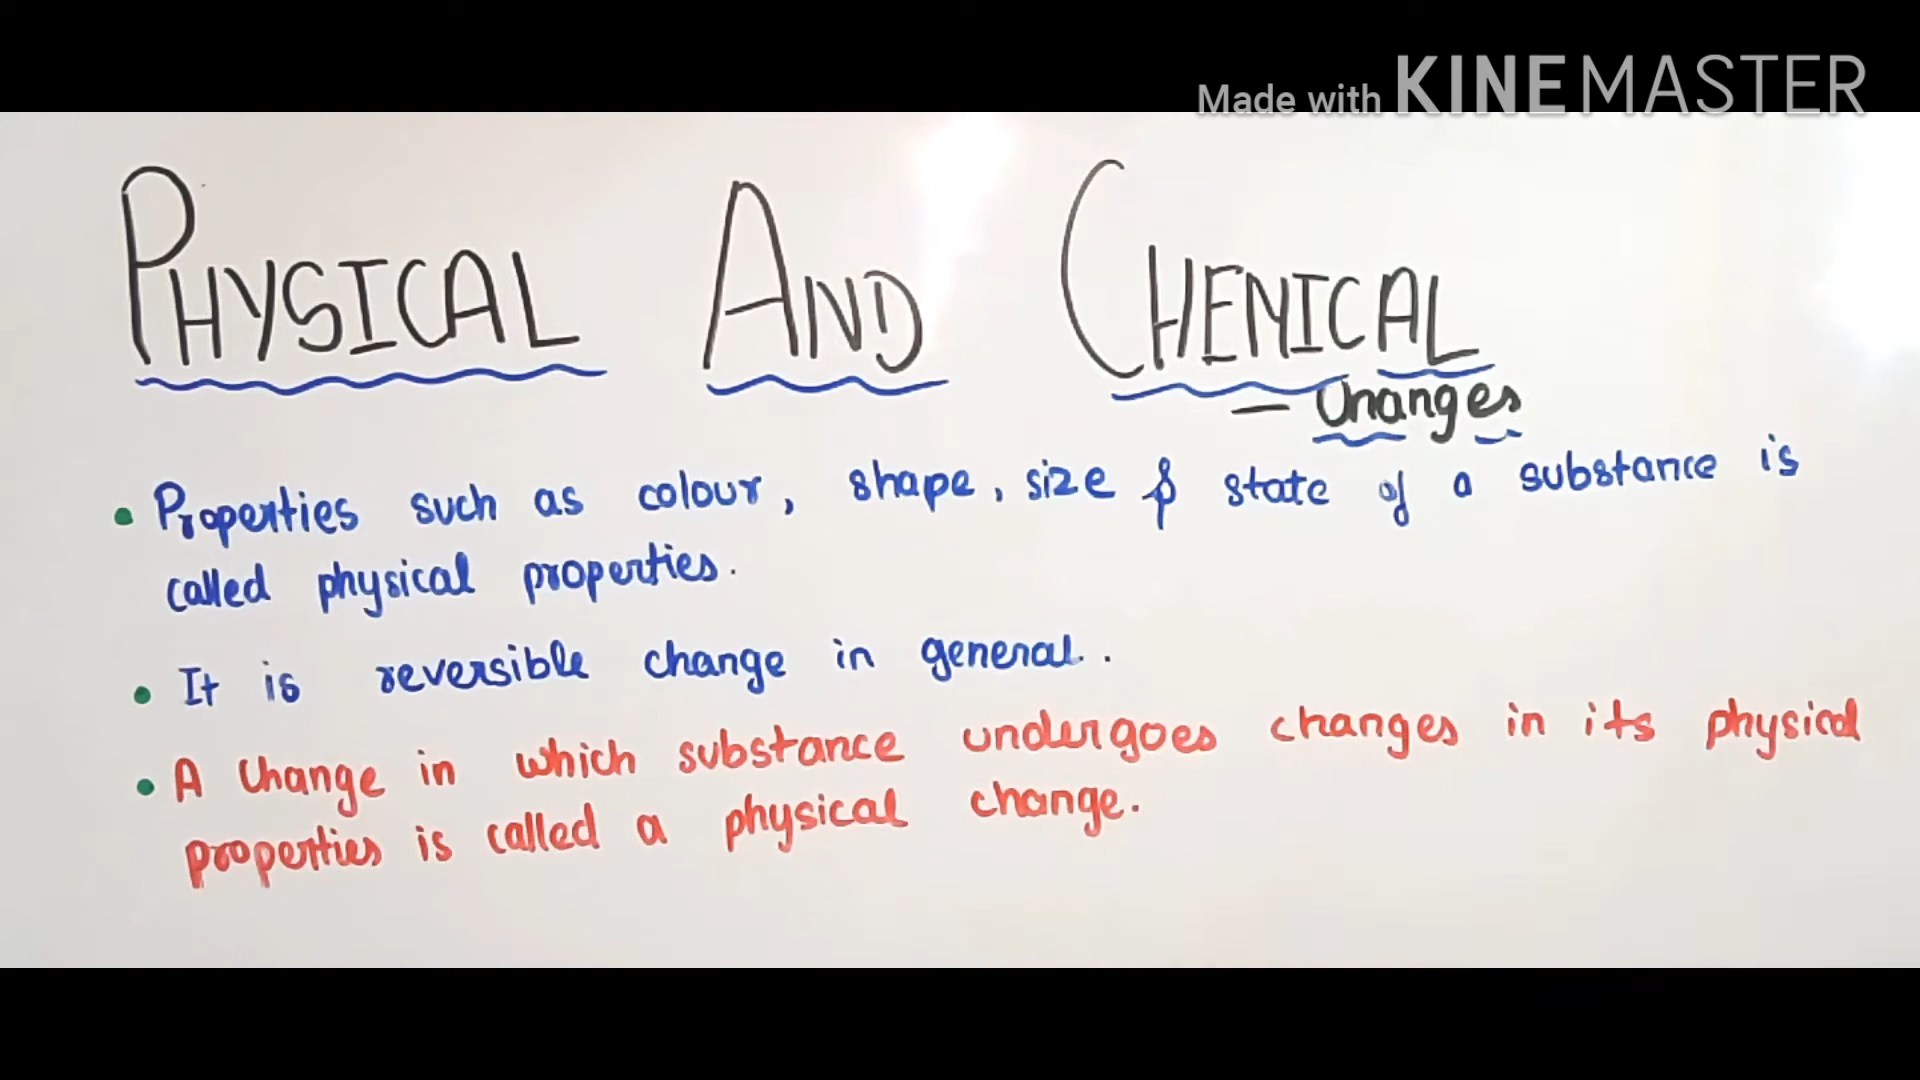 Made with KINEMASTER
PHYSICAL AND CHEMICAL
- Changes
• Properties such as colour, shape, size & state of a substance is
called physical properties.
• It is reversible change in general.
• A Change in which substance undergoes changes in its physical
properties is called a physical change.